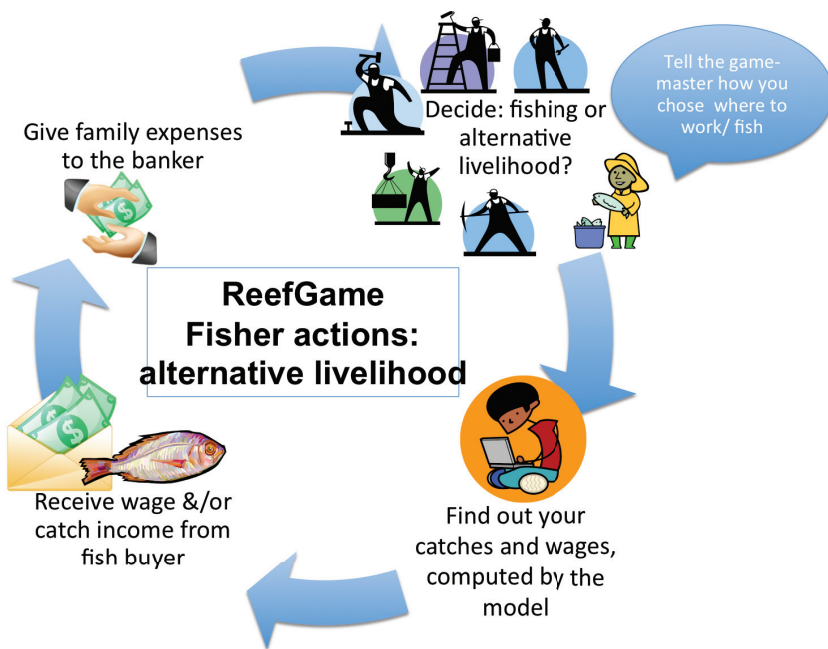 Tell the game-
master how you
chose where to
work/ fish
Decide: fishing or
alternative
livelihood?
Give family expenses
to the banker
ReefGame
Fisher actions:
alternative livelihood
Receive wage &/or
catch income from
fish buyer
Find out your
catches and wages,
computed by the
model